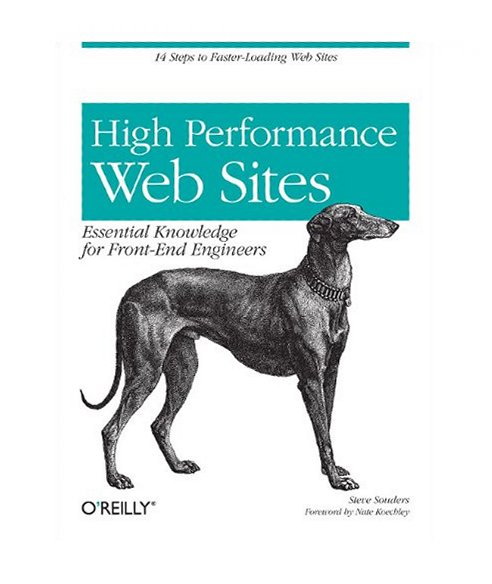 14 Steps to Faster-Loading Web Sites
High Performance
Web Sites
Essential Knowledge
for Front-End Engineers
Steve Souders
Foreword by Nate Koechley
O'REILLY®